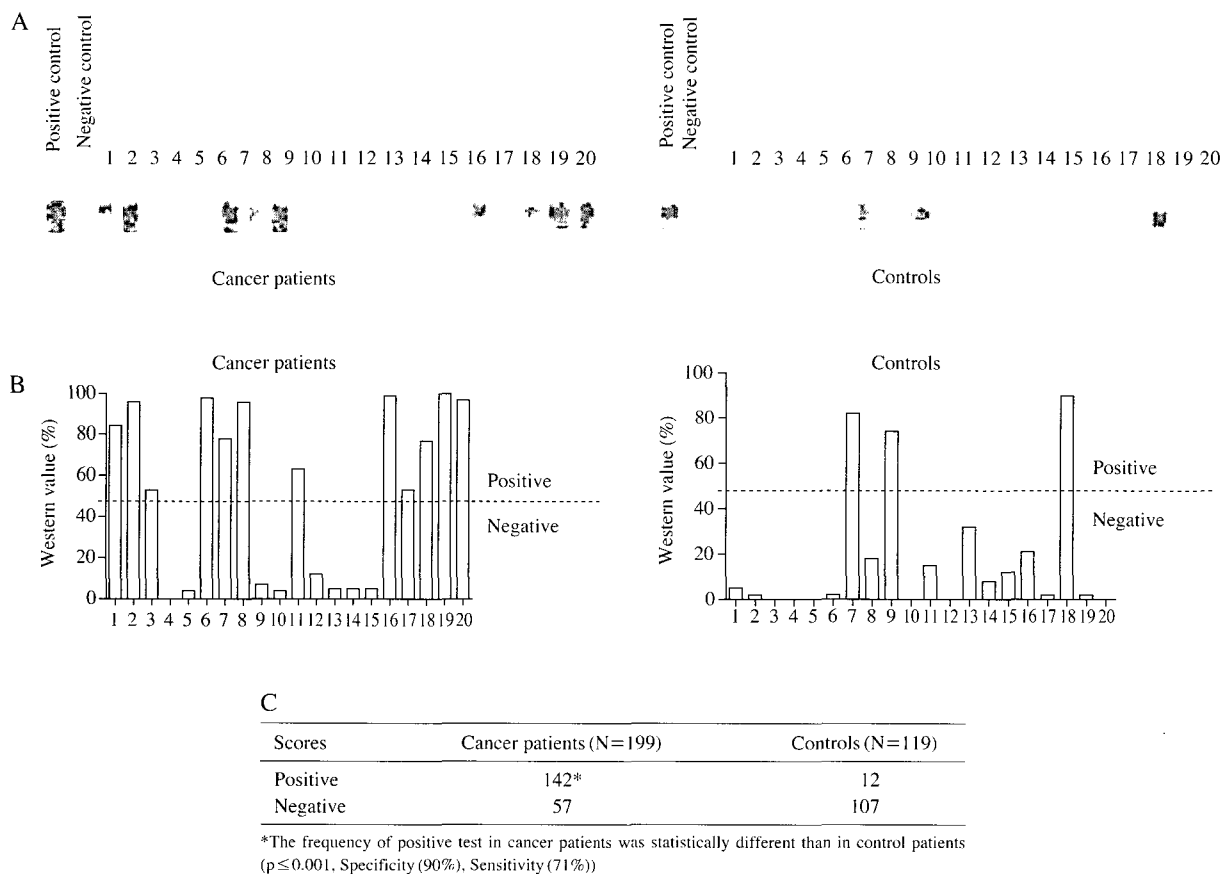 A
Positive control
Negative control
1 2 3 4 5 6 7 8 9 10 11 12 13 14 15 16 17 18 19 20
Cancer patients
Positive control
Negative control
1 2 3 4 5 6 7 8 9 10 11 12 13 14 15 16 17 18 19 20
Controls
B
Cancer patients
Western value (%)
100
80
60
40
20
0
Positive
Negative
1 2 3 4 5 6 7 8 9 10 11 12 13 14 15 16 17 18 19 20
Controls
Western value (%)
100
80
60
40
20
0
Positive
Negative
1 2 3 4 5 6 7 8 9 10 11 12 13 14 15 16 17 18 19 20
C
Scores Cancer patients (N=199) Controls (N=119)
Positive 142* 12
Negative 57 107
*The frequency of positive test in cancer patients was statistically different than in control patients
(p≤0.001, Specificity (90%), Sensitivity (71%))